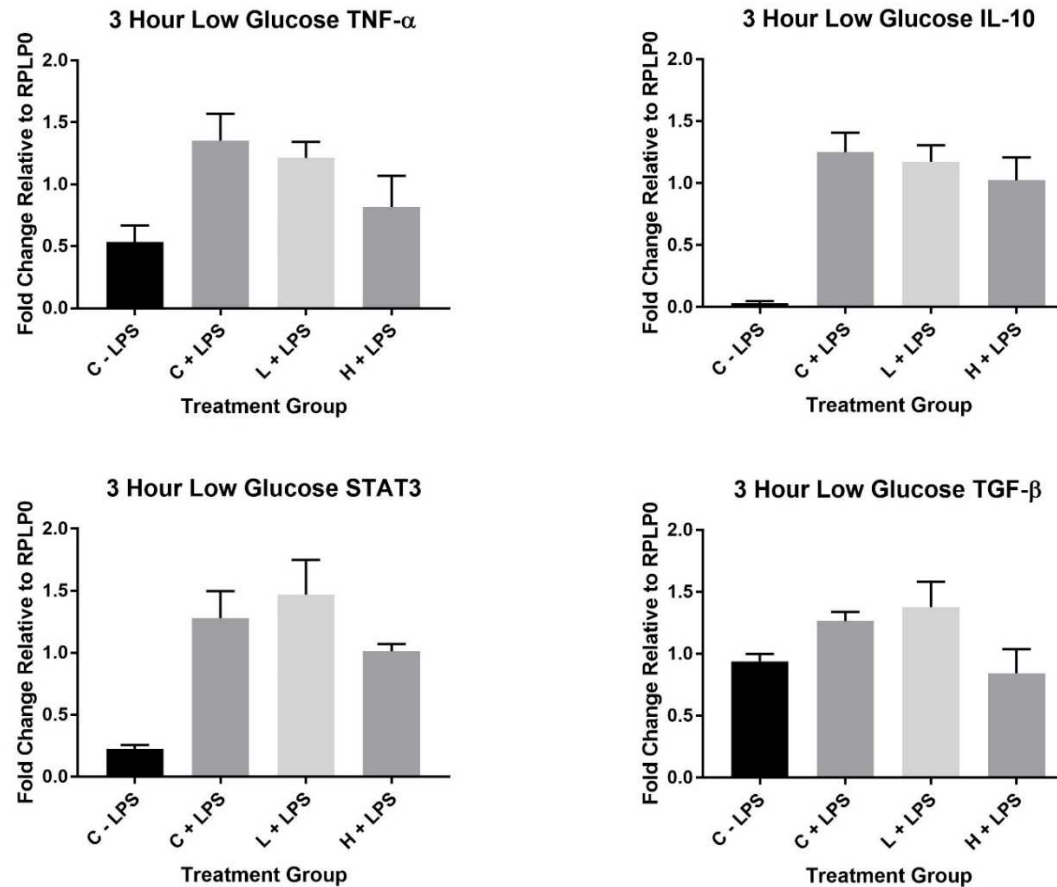 3 Hour Low Glucose TNF-α
Fold Change Relative to RPLP0
2.0
1.5
1.0
0.5
0.0
C - LPS
C + LPS
L + LPS
H + LPS
Treatment Group
3 Hour Low Glucose IL-10
Fold Change Relative to RPLP0
2.0
1.5
1.0
0.5
0.0
C - LPS
C + LPS
L + LPS
H + LPS
Treatment Group
3 Hour Low Glucose STAT3
Fold Change Relative to RPLP0
2.0
1.5
1.0
0.5
0.0
C - LPS
C + LPS
L + LPS
H + LPS
Treatment Group
3 Hour Low Glucose TGF-β
Fold Change Relative to RPLP0
2.0
1.5
1.0
0.5
0.0
C - LPS
C + LPS
L + LPS
H + LPS
Treatment Group